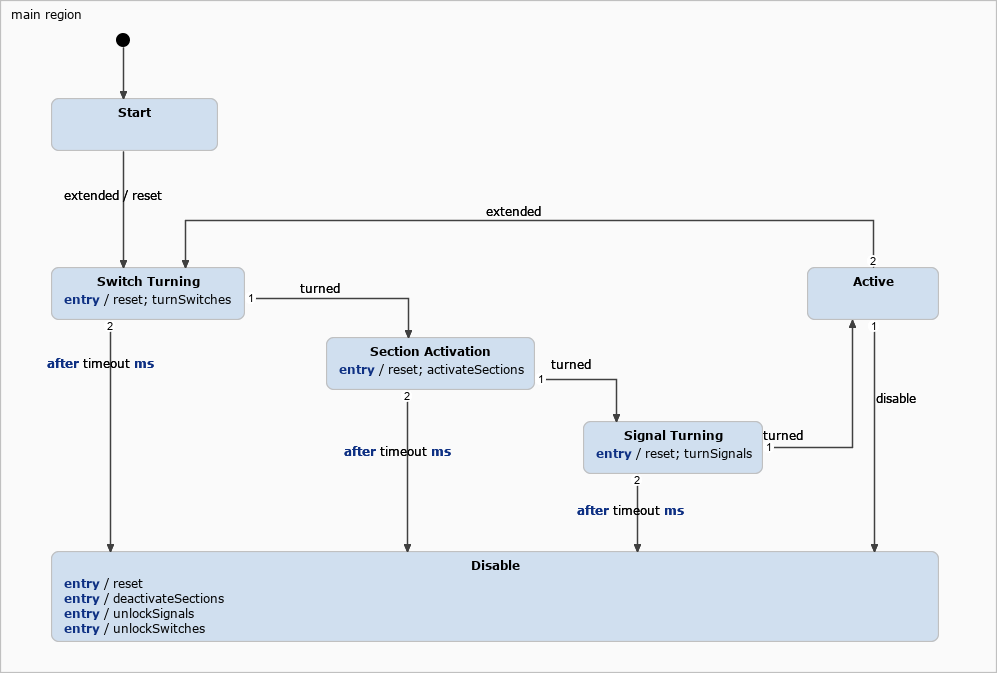 main region
Start
extended / reset
extended
2
Switch Turning
entry / reset; turnSwitches
1
turned
Active
2
1
after timeout ms
Section Activation
entry / reset; activateSections
1
turned
2
disable
after timeout ms
Signal Turning
entry / reset; turnSignals
turned
1
2
after timeout ms
Disable
entry / reset
entry / deactivateSections
entry / unlockSignals
entry / unlockSwitches